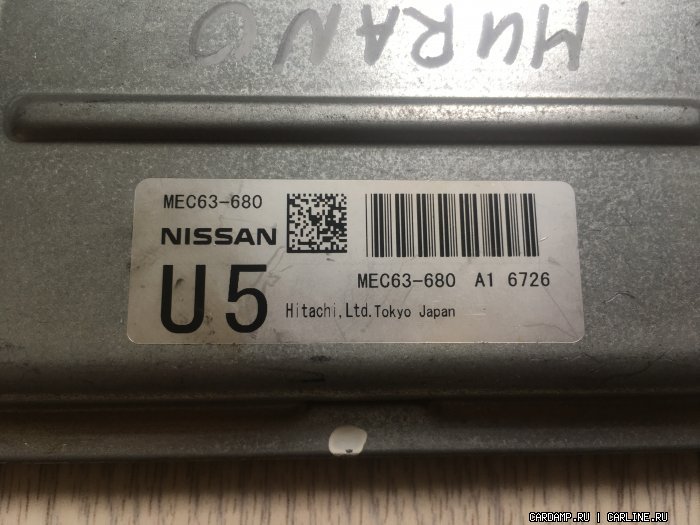 MURANO
MEC63-680
NISSAN
U5
MEC63-680 A1 6726
Hitachi,Ltd.Tokyo Japan
CARDAMP.RU | CARLINE.RU